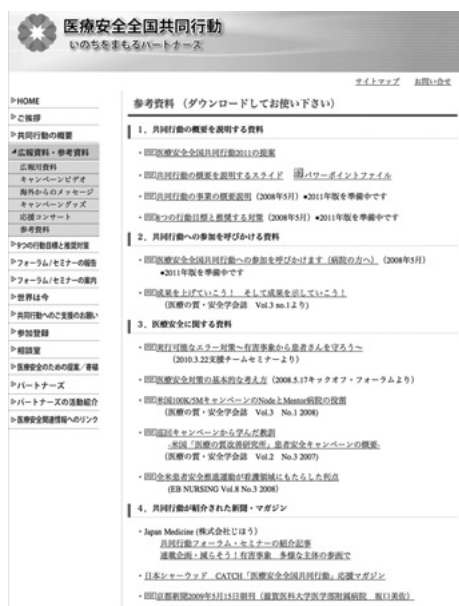 医療安全全国共同行動
いのちをまもるパートナーズ
サイトマップ
お問い合せ
HOME
ご挨拶
共同行動の概要
広報資料・参考資料
広報用資料
キャンペーンビデオ
海外からのメッセージ
キャンペーングッズ
応援コンサート
参考資料
9つの行動目標と推奨対策
フォーラム/セミナーの報告
フォーラム/セミナーの案内
世界は今
共同行動へのご支援のお願い
参加登録
相談室
医療安全のための提案/寄稿
パートナーズ
パートナーズの活動紹介
医療安全関連情報へのリンク
参考資料 (ダウンロードしてお使い下さい)
1. 共同行動の概要を説明する資料
・医療安全全国共同行動2011の提案
・共同行動の概要を説明するスライド パワーポイントファイル
・共同行動の事業の概要説明 (2008年5月) ●2011年版を準備中です
・8つの行動目標と推奨する対策 (2008年5月) ●2011年版を準備中です
2. 共同行動への参加を呼びかける資料
・医療安全全国共同行動への参加を呼びかけます (病院の方へ) (2008年5月)
●2011年版を準備中です
・成果を上げていこう! そして成果を示していこう!
(医療の質・安全学会誌 Vol.3 no.1より)
3. 医療安全に関する資料
・実行可能なエラー対策~有害事象から患者さんを守ろう~
(2010.3.22支援チームセミナーより)
・医療安全対策の基本的な考え方 (2008.5.17キックオフ・フォーラムより)
・米国100K/5MキャンペーンのNodeとMentor病院の役割
(医療の質・安全学会誌 Vol.3 No.1 2008)
・巡回キャンペーンから学んだ教訓
-米国「医療の質改善研究所」患者安全キャンペーンの概要-
(医療の質・安全学会誌 Vol.2 No.3 2007)
・全米患者安全推進運動が看護領域にもたらした利点
(EB NURSING Vol.8 No.3 2008)
4. 共同行動が紹介された新聞・マガジン
・Japan Medicine (株式会社じほう)
共同行動フォーラム・セミナーの紹介記事
連載企画・減らそう!有害事象 多様な主体の参画で
・日本シャーウッド CATCH「医療安全全国共同行動」応援マガジン
・京都新聞2009年5月15日朝刊 (滋賀医科大学医学部附属病院 坂口美佐)